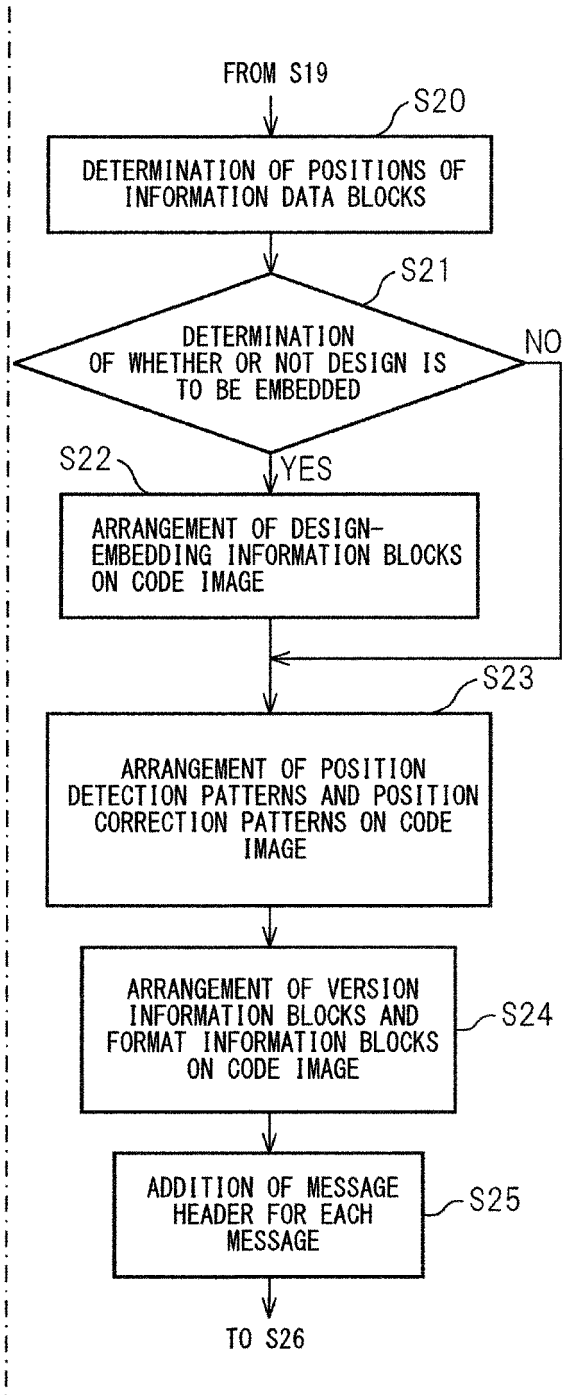 FROM S19
S20
DETERMINATION OF POSITIONS OF
INFORMATION DATA BLOCKS
S21
DETERMINATION
OF WHETHER OR NOT DESIGN IS
TO BE EMBEDDED
NO
S22
YES
ARRANGEMENT OF DESIGN-
EMBEDDING INFORMATION BLOCKS
ON CODE IMAGE
S23
ARRANGEMENT OF POSITION
DETECTION PATTERNS AND POSITION
CORRECTION PATTERNS ON CODE
IMAGE
ARRANGEMENT OF VERSION
INFORMATION BLOCKS AND
FORMAT INFORMATION BLOCKS
ON CODE IMAGE
S24
ADDITION OF MESSAGE
HEADER FOR EACH
MESSAGE
S25
TO S26